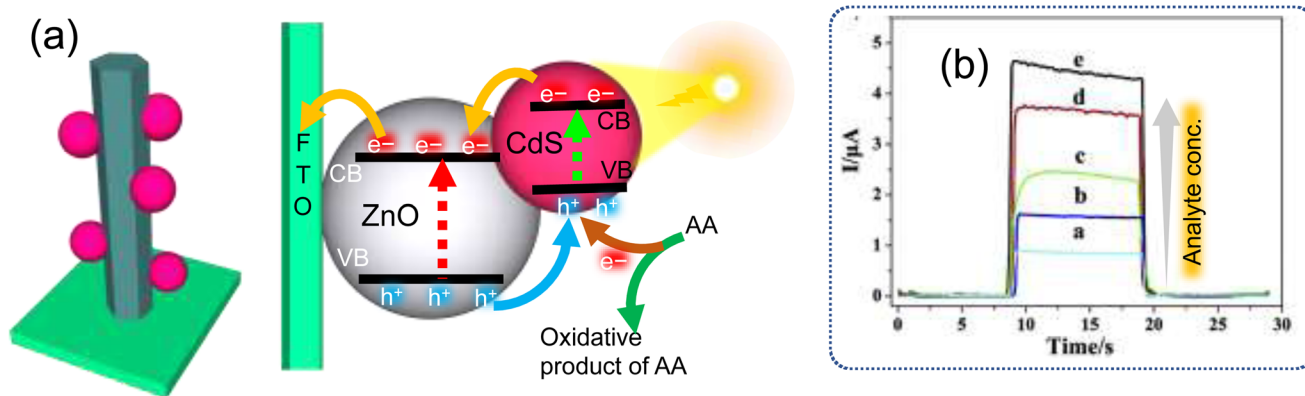 (a)
F
T
O
e− e− e−
CB
ZnO
VB
h+ h+ h+
e− e−
CB
CdS
VB
h+ h+
AA
e−
Oxidative
product of AA
(b)
I/μA
5
4
3
2
1
0
e
d
c
b
a
Analyte conc.
0 5 10 15 20 25 30
Time/s